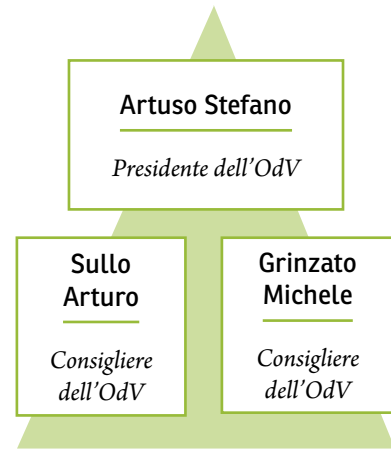 Artuso Stefano
Presidente dell'OdV
Sullo
Arturo
Consigliere
dell'OdV
Grinzato
Michele
Consigliere
dell'OdV